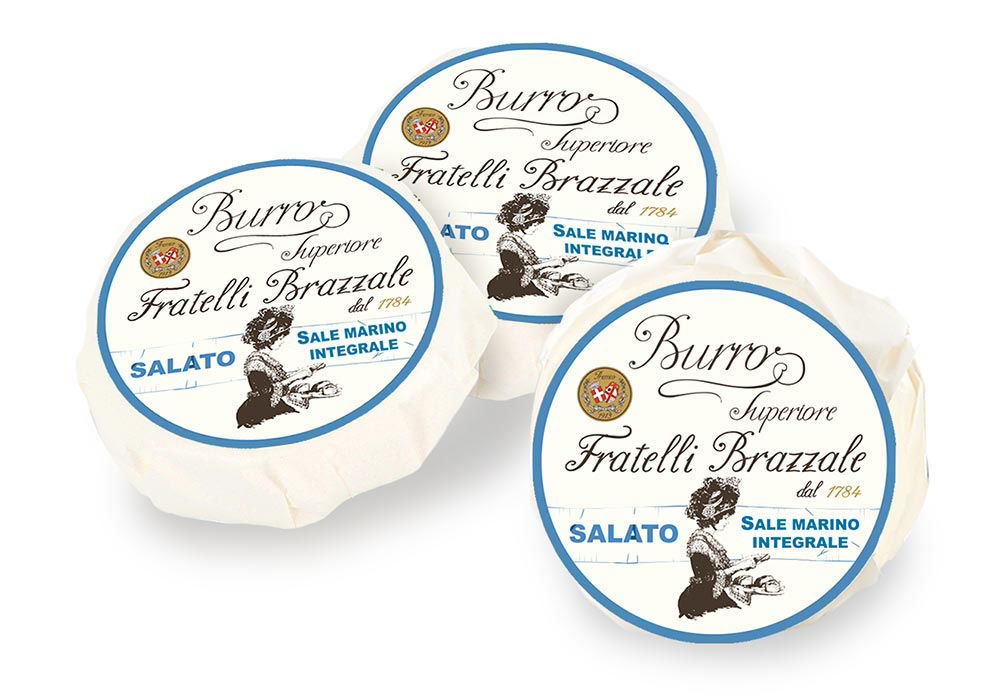 Burro
Superiore
Fratelli Brazzale
dal 1784
SALATO
SALE MARINO
INTEGRALE
Burro
Superiore
Fratelli Brazzale
dal 1784
SALATO
SALE MARINO
INTEGRALE
Burro
Superiore
Fratelli Brazzale
dal 1784
SALATO
SALE MARINO
INTEGRALE